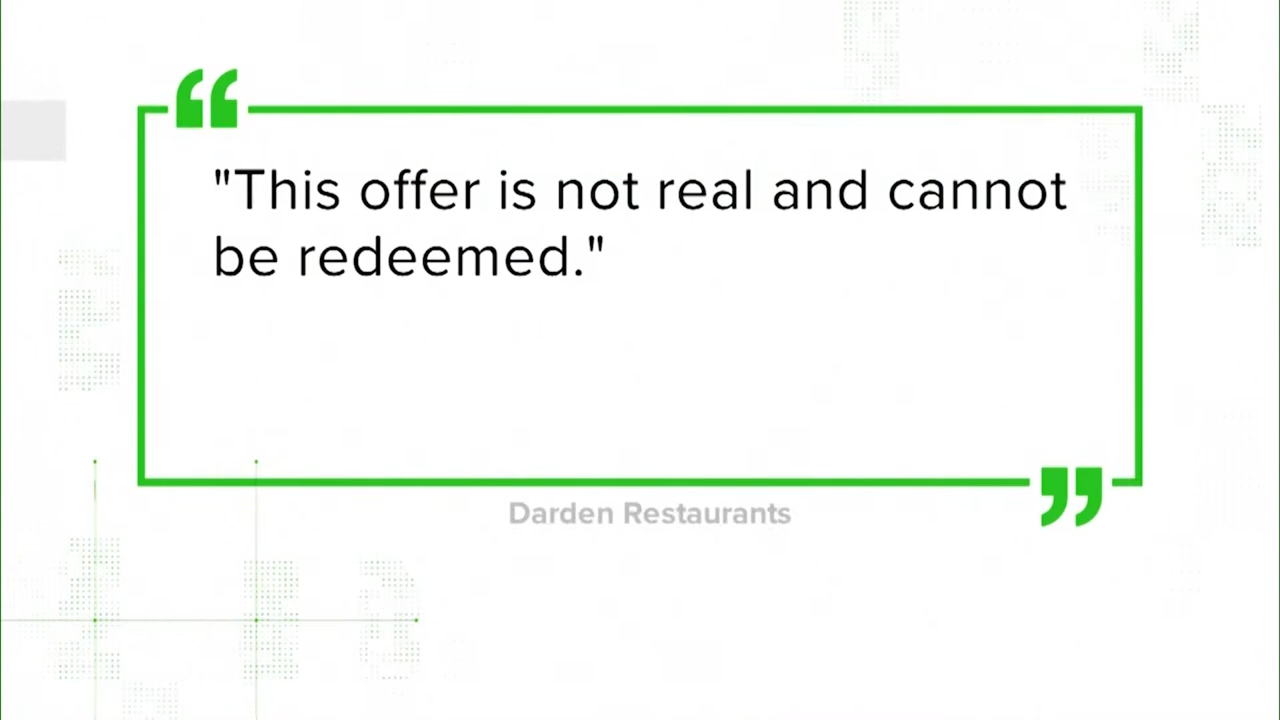 "This offer is not real and cannot
be redeemed."
Darden Restaurants